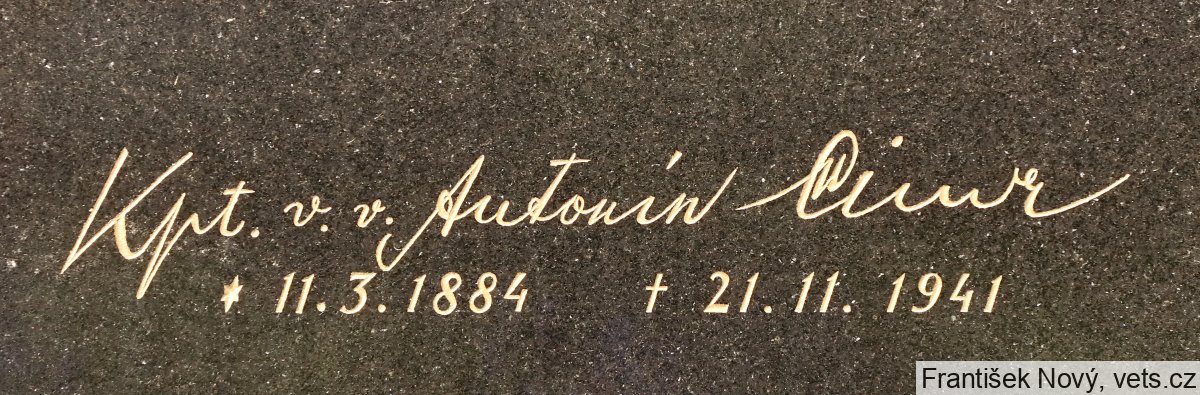 Kpt. v. v. Antonín
* 11. 3. 1884 † 21. 11. 1941
František Nový, vets.cz